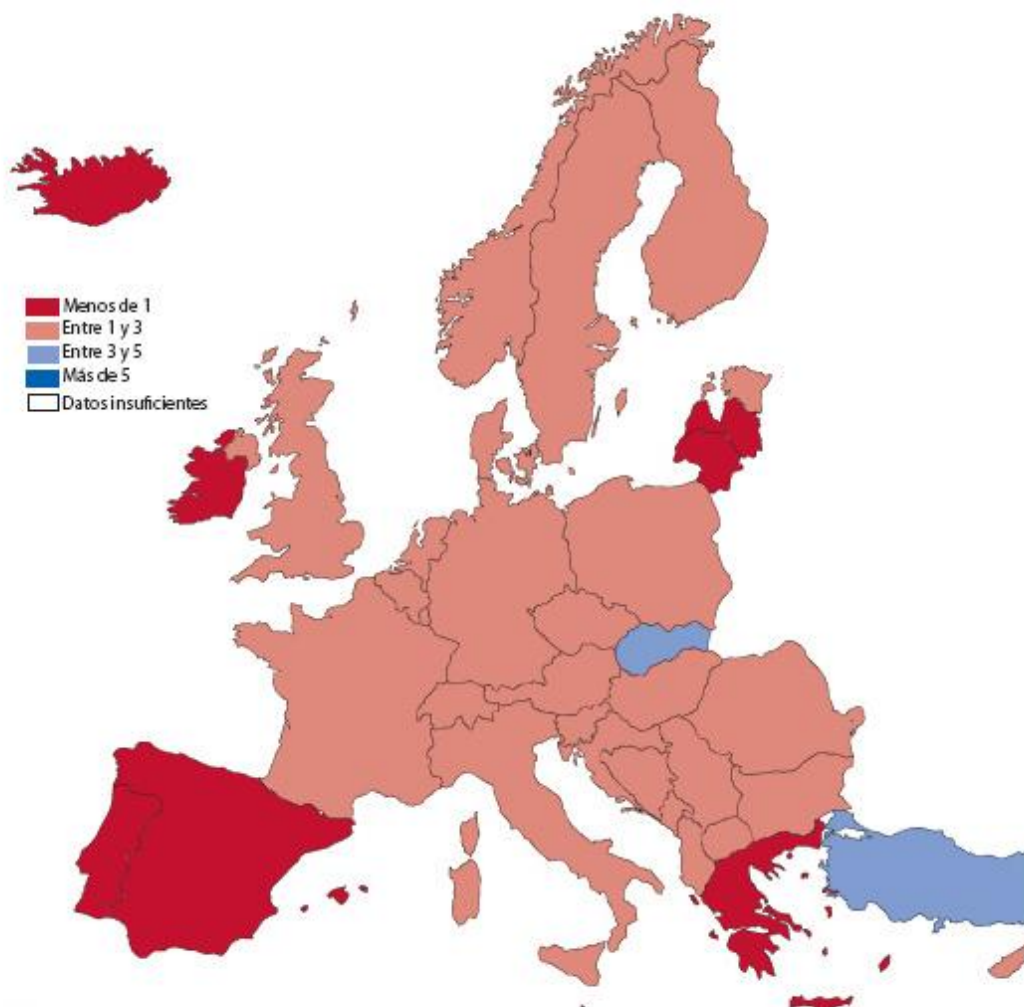 Menos de 1
Entre 1 y 3
Entre 3 y 5
Más de 5
Datos insuficientes